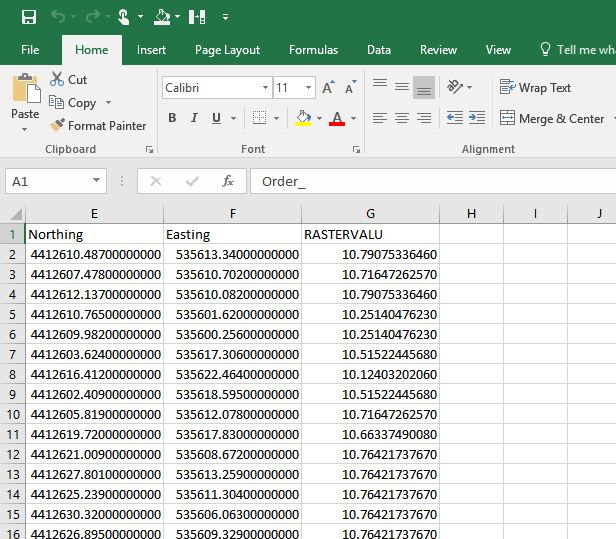 File Home Insert Page Layout Formulas Data Review View Tell me wha
Cut
Copy
Format Painter
Paste
Clipboard
Calibri 11 A A
B I U A
Font
Wrap Text
Merge & Center
Alignment
A1 fx Order_
E F G H I J
1 Northing Easting RASTERVALU
2 4412610.48700000000 535613.34000000000 10.79075336460
3 4412607.47800000000 535610.70200000000 10.71647262570
4 4412612.13700000000 535610.08200000000 10.79075336460
5 4412610.76500000000 535601.62000000000 10.25140476230
6 4412609.98200000000 535600.25600000000 10.25140476230
7 4412603.62400000000 535617.30600000000 10.51522445680
8 4412616.41200000000 535622.46400000000 10.12403202060
9 4412602.40900000000 535618.59500000000 10.51522445680
10 4412605.81900000000 535612.07800000000 10.71647262570
11 4412619.72000000000 535617.83000000000 10.66337490080
12 4412621.00900000000 535608.67200000000 10.76421737670
13 4412627.80100000000 535613.25900000000 10.76421737670
14 4412625.23900000000 535611.30400000000 10.76421737670
15 4412630.32000000000 535606.06300000000 10.76421737670
16 4412626.89500000000 535609.32900000000 10.76421737670